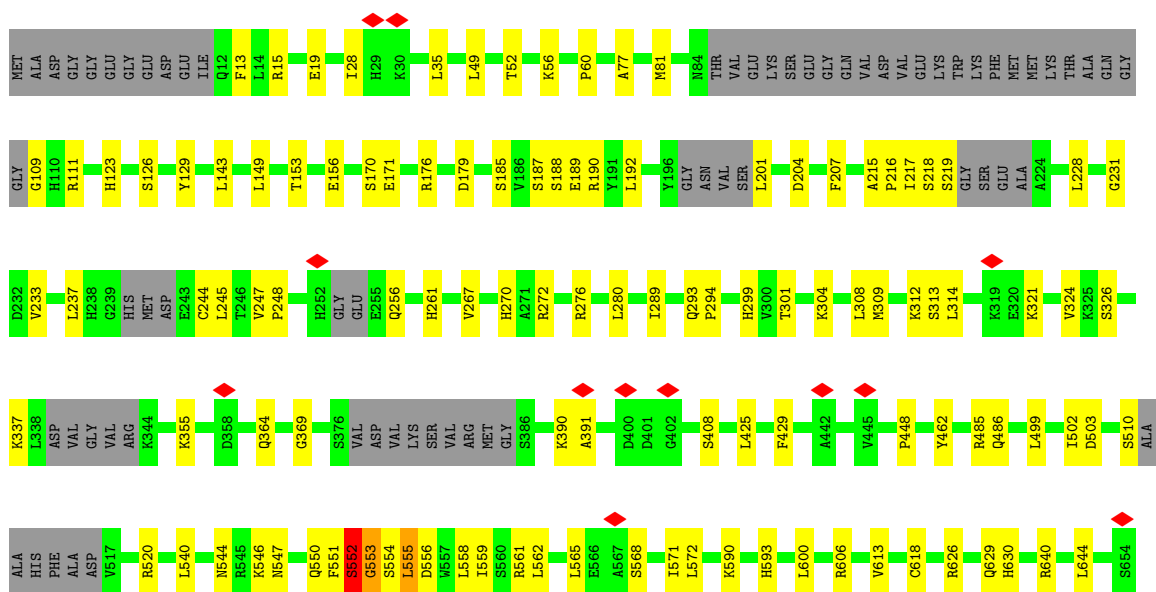 MET ALA ASP GLY GLY GLU GLY GLU ASP GLU ILE Q12 F13 L14 R15 E19 I28 H29 K30 L35 L49 T52 K56 P60 A77 M81 N84 THR VAL GLU LYS SER GLU GLY GLN VAL ASP VAL GLU LYS TRP LYS PHE MET MET LYS THR ALA GLN GLY
GLY G109 H110 R111 H123 S126 Y129 L143 L149 T153 E156 S170 E171 R176 D179 S185 V186 S187 S188 E189 R190 Y191 L192 Y196 GLY ASN VAL SER L201 D204 F207 A215 P216 I217 S218 S219 GLY SER GLU ALA A224 L228 G231
D232 V233 L237 H238 G239 HIS MET ASP E243 C244 L245 T246 V247 P248 H252 GLY GLU E255 Q256 H261 V267 H270 A271 R272 R276 L280 I289 Q293 P294 H299 V300 T301 K304 L308 M309 K312 S313 L314 K319 E320 K321 V324 K325 S326
K337 L338 ASP VAL GLY VAL ARG K344 K355 D358 Q364 G369 S376 VAL ASP VAL LYS SER VAL ARG MET GLY S386 K390 A391 D400 D401 G402 S408 L425 F429 A442 V445 P448 Y462 R485 Q486 L499 I502 D503 S510 ALA
ALA HIS PHE ALA ASP V517 R520 L540 N544 R545 K546 N547 Q550 F551 S552 G553 S554 L555 D556 W557 L558 I559 S560 R561 L562 L565 E566 A567 S568 I571 L572 K590 H593 L600 R606 V613 C618 R626 Q629 H630 R640 L644 S654